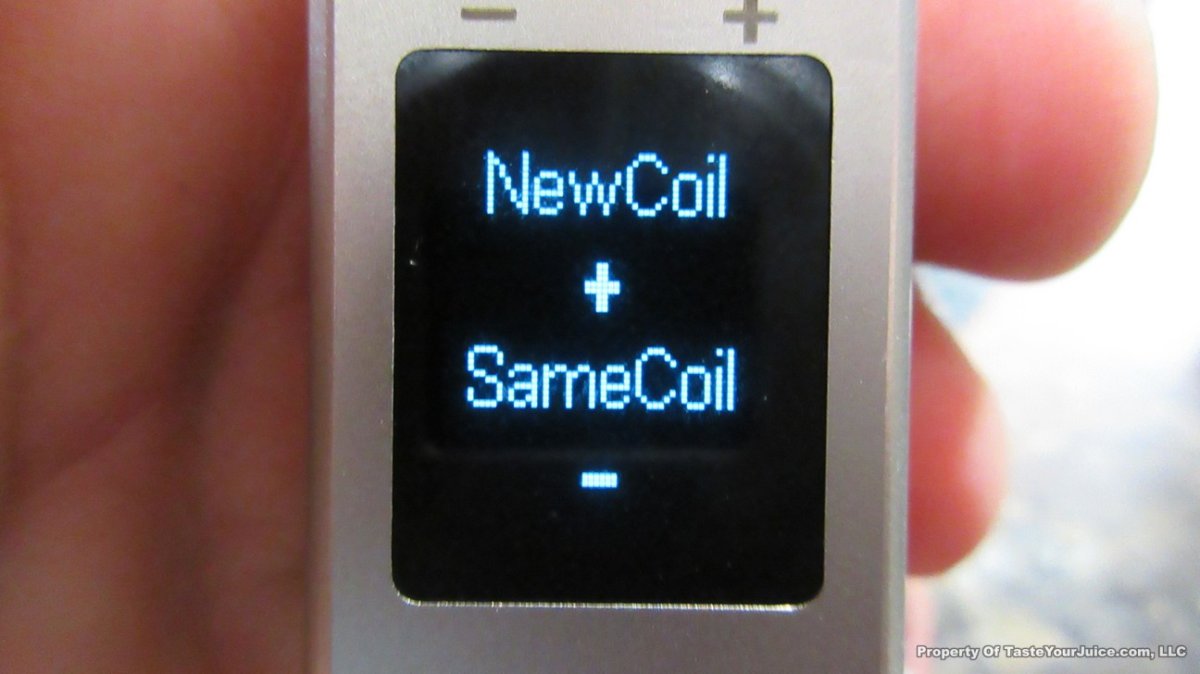 − +
NewCoil
+
SameCoil
-
Property Of TasteYourJuice.com, LLC